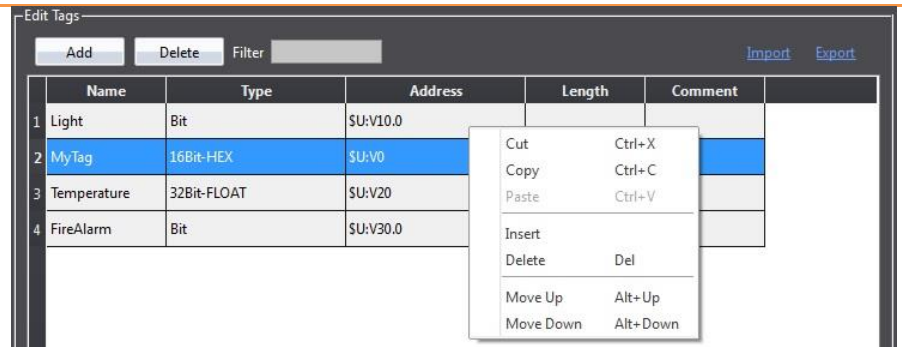 Edit Tags
Add Delete Filter Import Export
Name Type Address Length Comment
1 Light Bit $U:V10.0
2 MyTag 16Bit-HEX $U:V0
3 Temperature 32Bit-FLOAT $U:V20
4 FireAlarm Bit $U:V30.0
Cut Ctrl+X
Copy Ctrl+C
Paste Ctrl+V
Insert
Delete Del
Move Up Alt+Up
Move Down Alt+Down